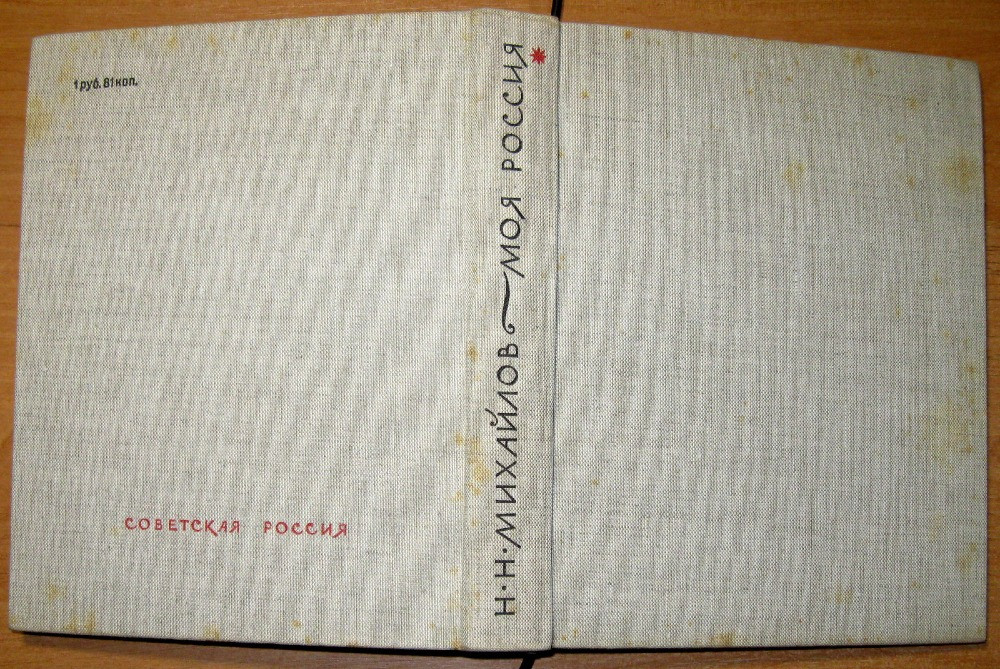 1 руб. 81 коп.
СОВЕТСКАЯ РОССИЯ
Н·Н·МИХАЙЛОВ~МОЯ РОССИЯ